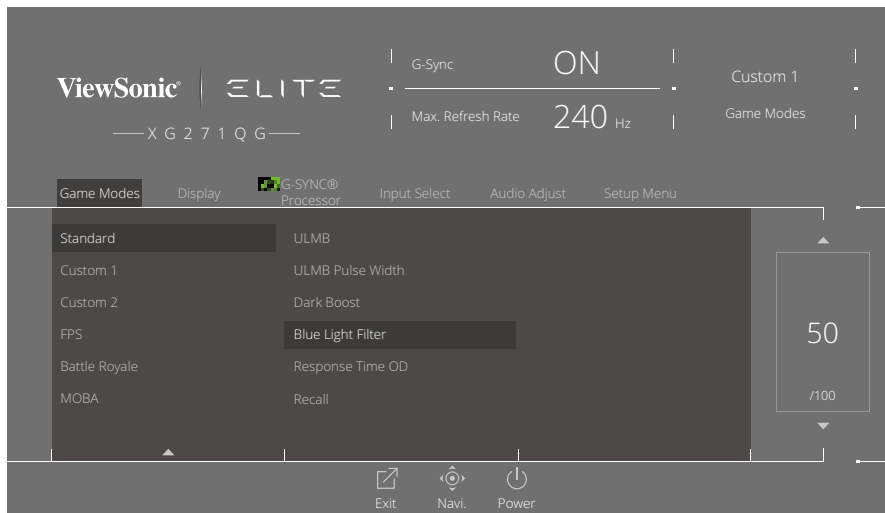 ViewSonic® ELITE
XG271QG
G-Sync ON
Max. Refresh Rate 240 Hz
Custom 1
Game Modes
Game Modes Display G-SYNC® Processor Input Select Audio Adjust Setup Menu
Standard
Custom 1
Custom 2
FPS
Battle Royale
MOBA
ULMB
ULMB Pulse Width
Dark Boost
Blue Light Filter
Response Time OD
Recall
50
/100
Exit Navi. Power